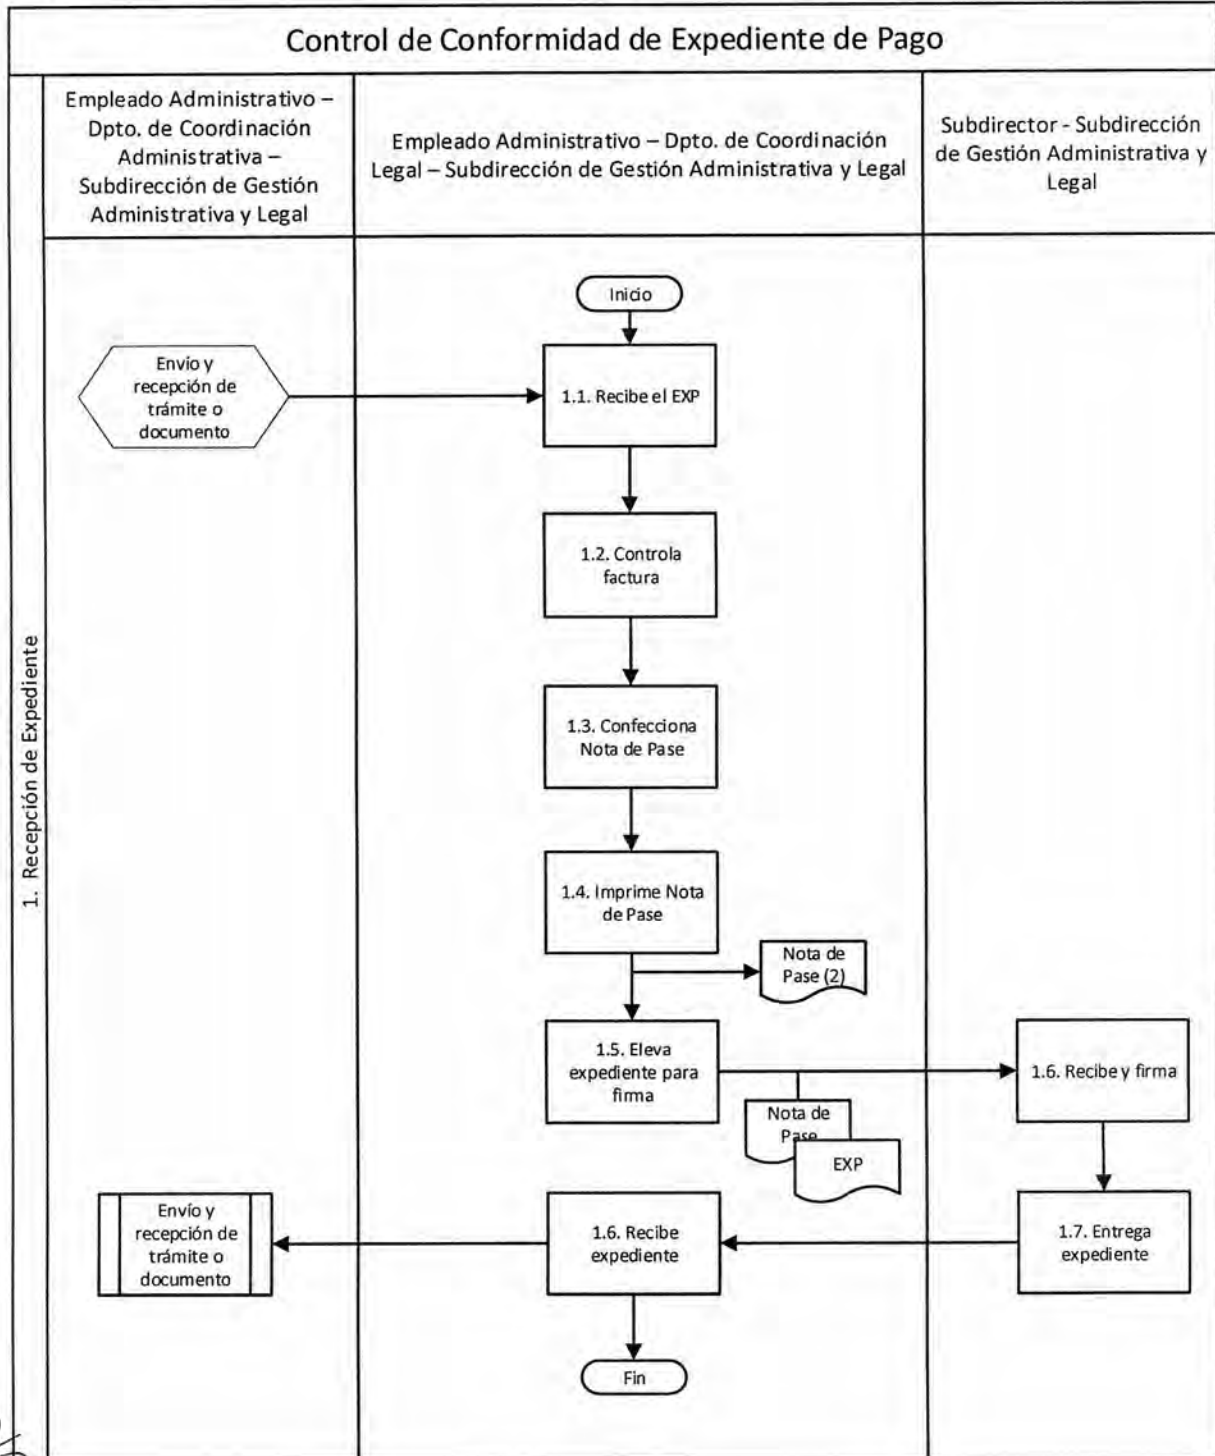 Control de Conformidad de Expediente de Pago
Empleado Administrativo –
Dpto. de Coordinación
Administrativa –
Subdirección de Gestión
Administrativa y Legal
Empleado Administrativo – Dpto. de Coordinación
Legal – Subdirección de Gestión Administrativa y Legal
Subdirector - Subdirección
de Gestión Administrativa y
Legal
1. Recepción de Expediente
Inicio
Envío y
recepción de
trámite o
documento
1.1. Recibe el EXP
1.2. Controla
factura
1.3. Confecciona
Nota de Pase
1.4. Imprime Nota
de Pase
Nota de
Pase (2)
1.5. Eleva
expediente para
firma
1.6. Recibe y firma
Nota de
Pase
EXP
Envío y
recepción de
trámite o
documento
1.6. Recibe
expediente
1.7. Entrega
expediente
Fin